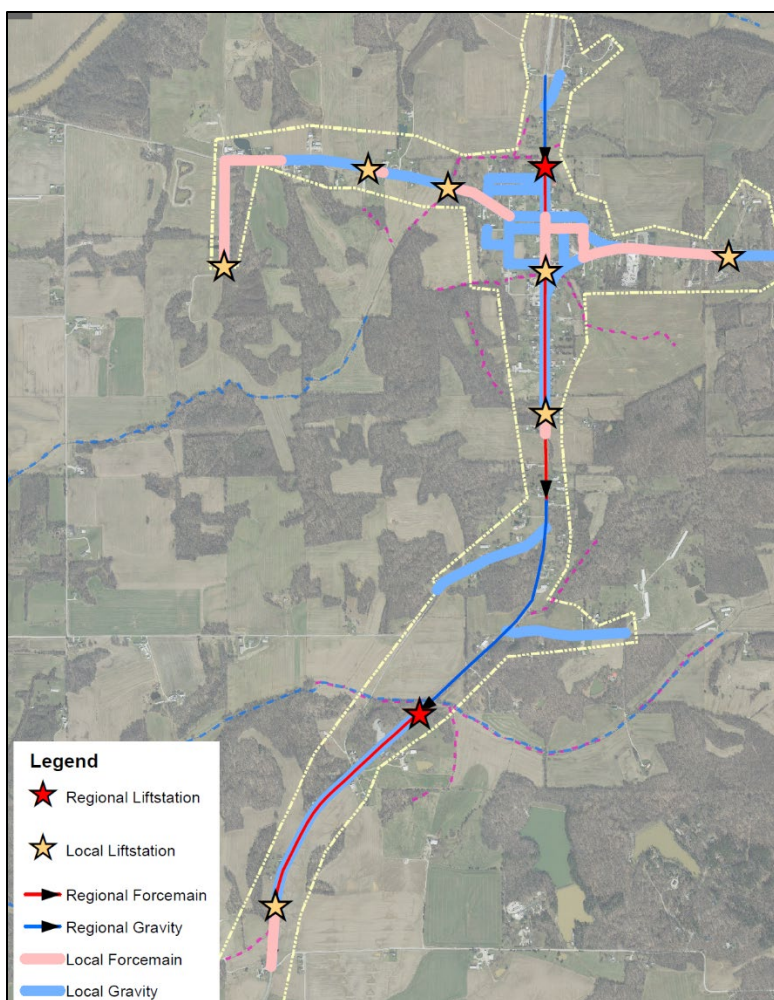 Legend
Regional Liftstation
Local Liftstation
Regional Forcemain
Regional Gravity
Local Forcemain
Local Gravity